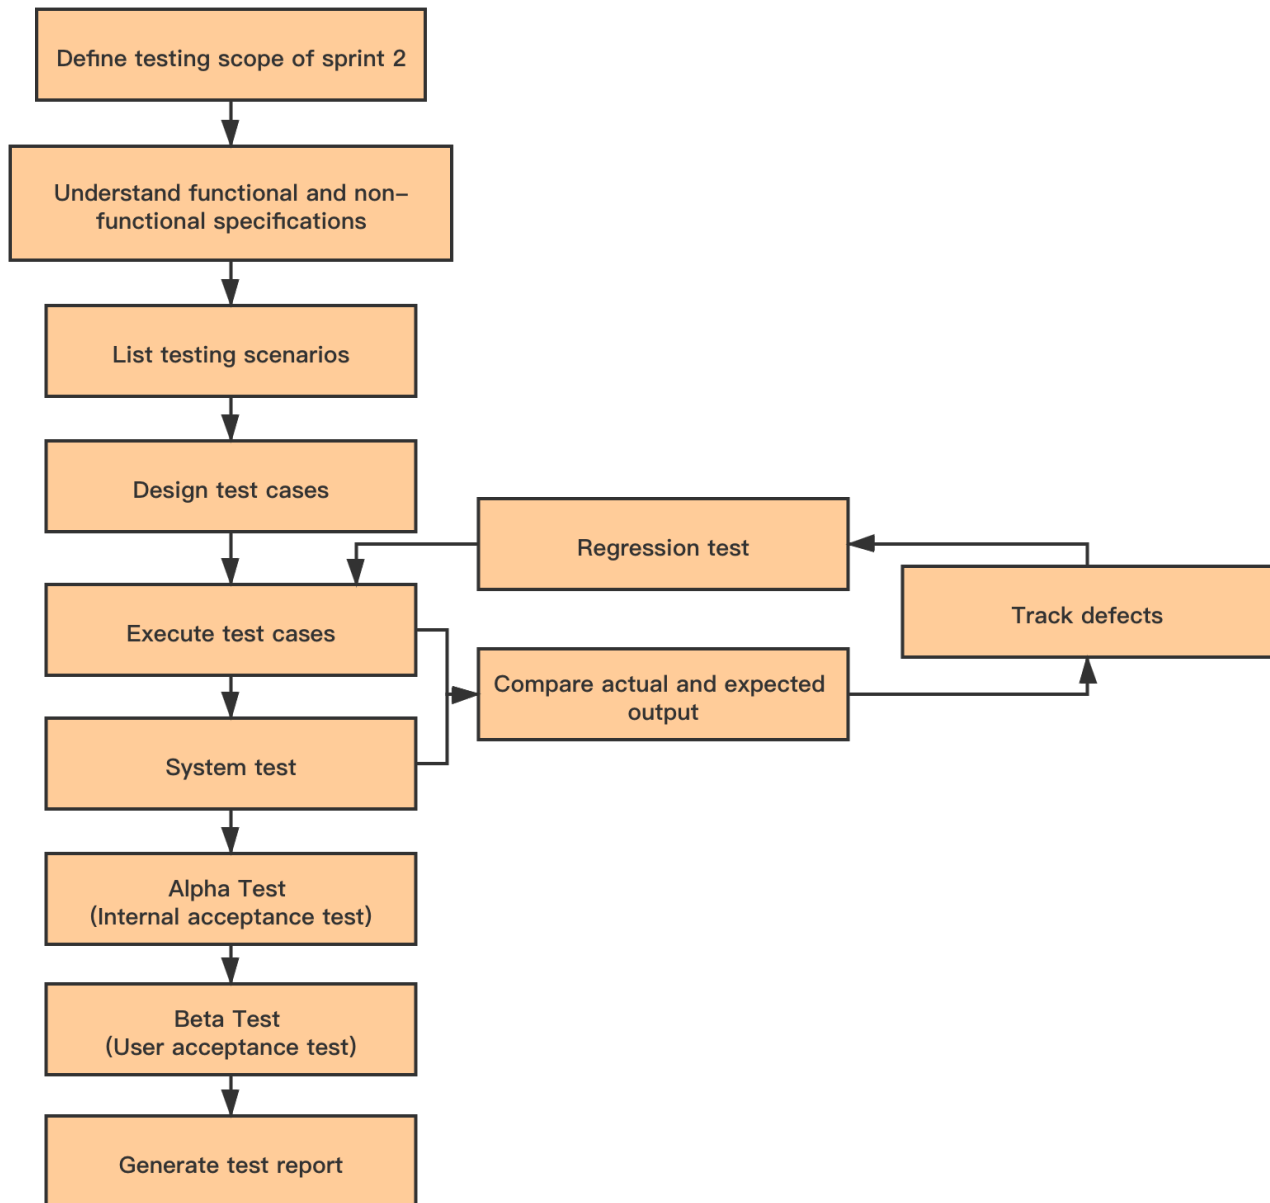 Define testing scope of sprint 2
Understand functional and non-
functional specifications
List testing scenarios
Design test cases
Regression test
Track defects
Execute test cases
Compare actual and expected
output
System test
Alpha Test
(Internal acceptance test)
Beta Test
(User acceptance test)
Generate test report